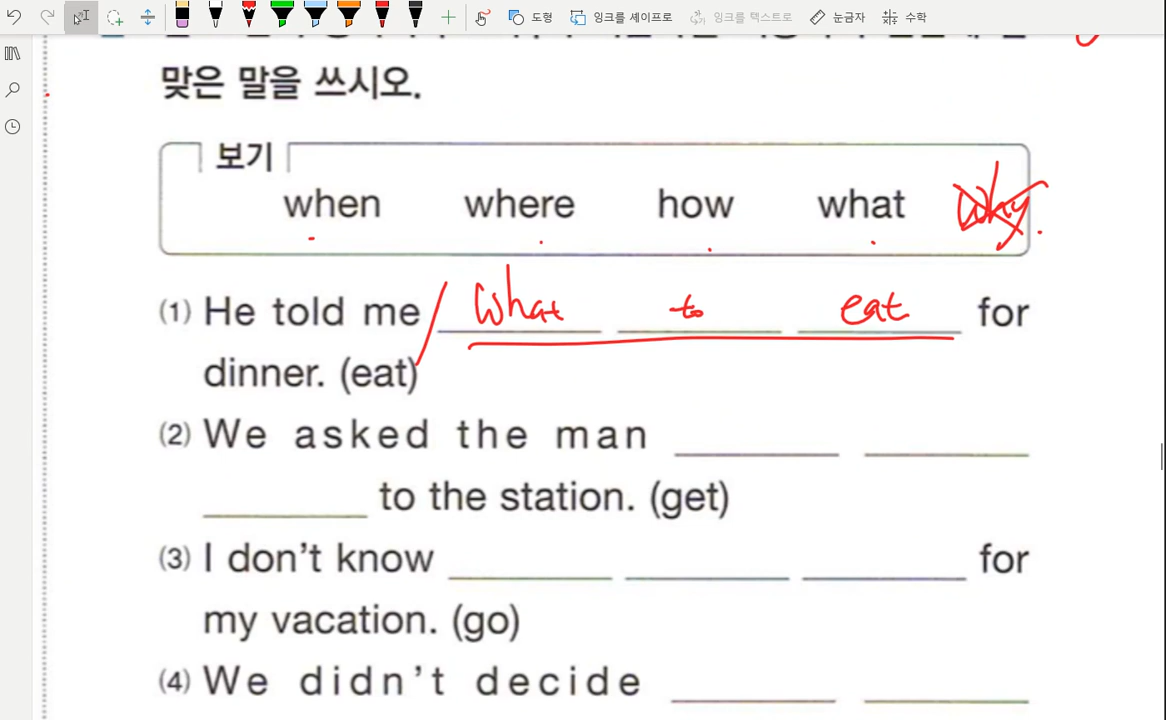 도형 잉크를 셰이프로 잉크를 텍스트로 눈금자 수학
맞은 말을 쓰시오.
보기
when where how what why.
(1) He told me what to eat for
dinner. (eat)
(2) We asked the man
to the station. (get)
(3) I don't know for
my vacation. (go)
(4) We didn't decide